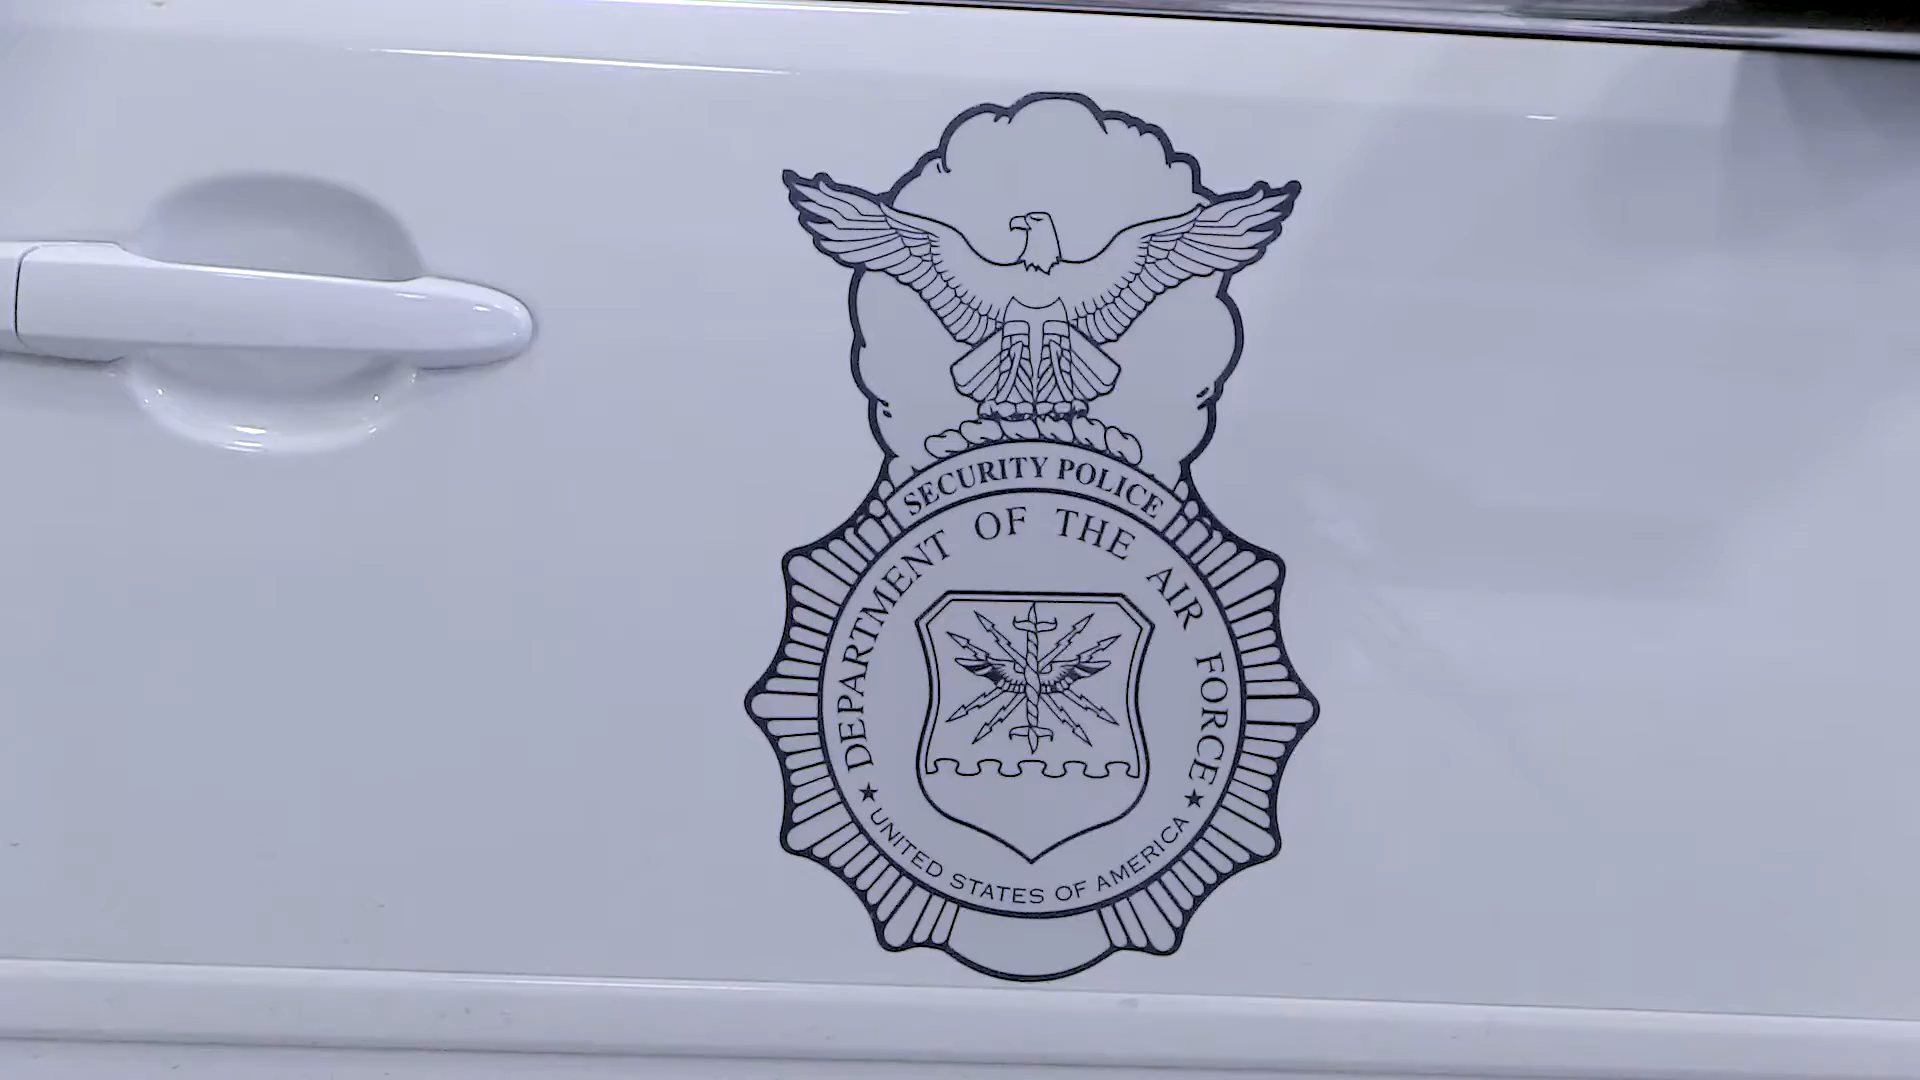 SECURITY POLICE
DEPARTMENT OF THE AIR FORCE
★ UNITED STATES OF AMERICA ★